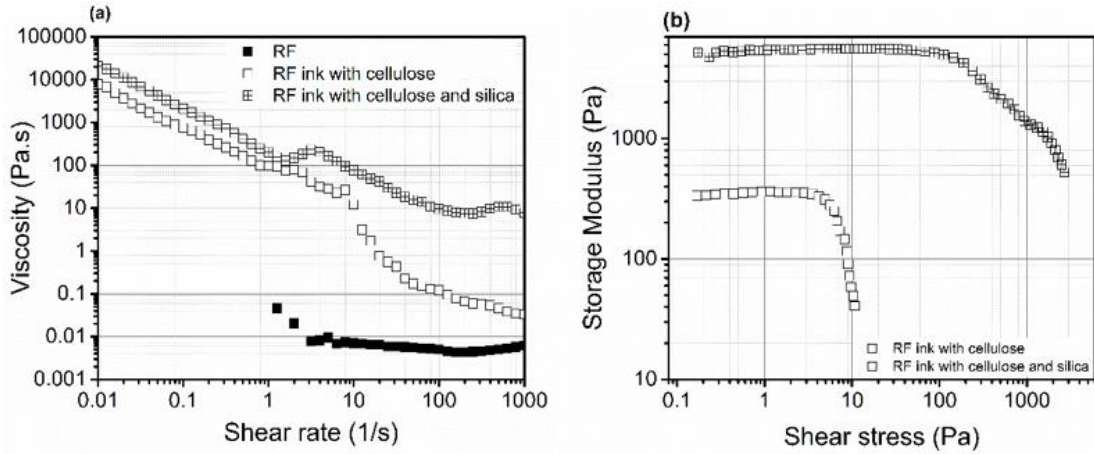 (a)
100000
10000
1000
100
10
1
0.1
0.01
0.001
Viscosity (Pa.s)
RF
RF ink with cellulose
RF ink with cellulose and silica
0.01 0.1 1 10 100 1000
Shear rate (1/s)
(b)
1000
100
10
Storage Modulus (Pa)
RF ink with cellulose
RF ink with cellulose and silica
0.1 1 10 100 1000
Shear stress (Pa)